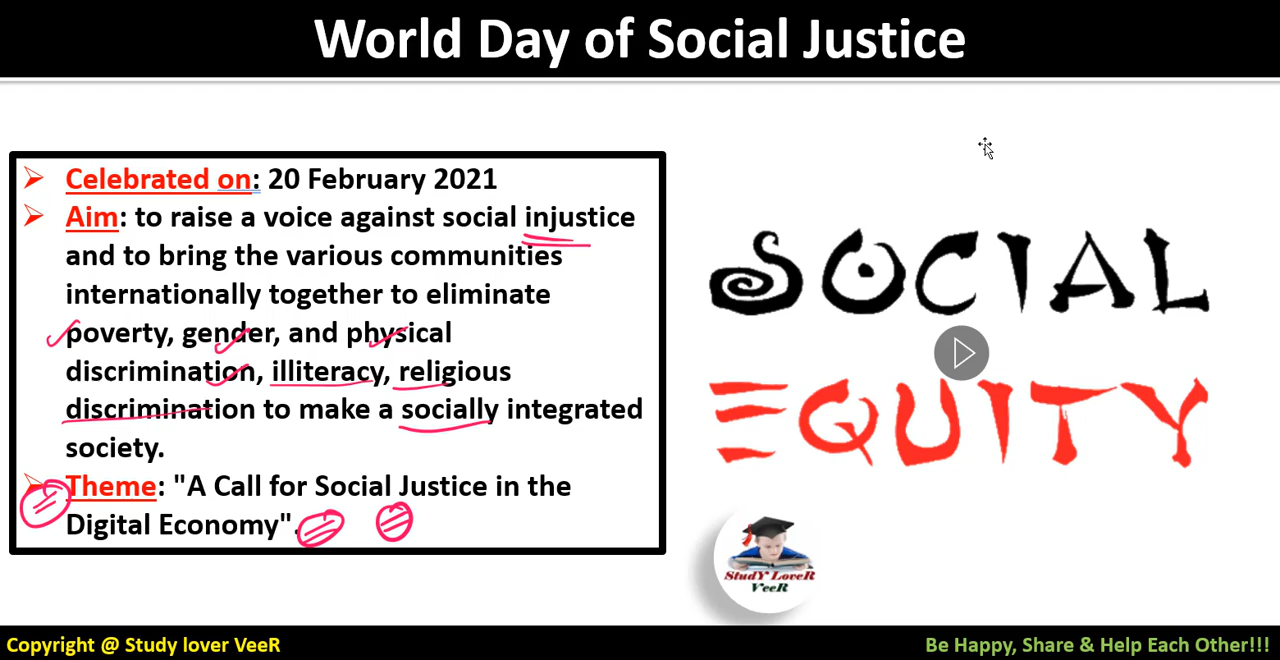 World Day of Social Justice
Celebrated on: 20 February 2021
Aim: to raise a voice against social injustice
and to bring the various communities
internationally together to eliminate
poverty, gender, and physical
discrimination, illiteracy, religious
discrimination to make a socially integrated
society.
Theme: "A Call for Social Justice in the
Digital Economy".
SOCIAL
EQUITY
StudY LoveR
VeeR
Copyright @ Study lover VeeR
Be Happy, Share & Help Each Other!!!